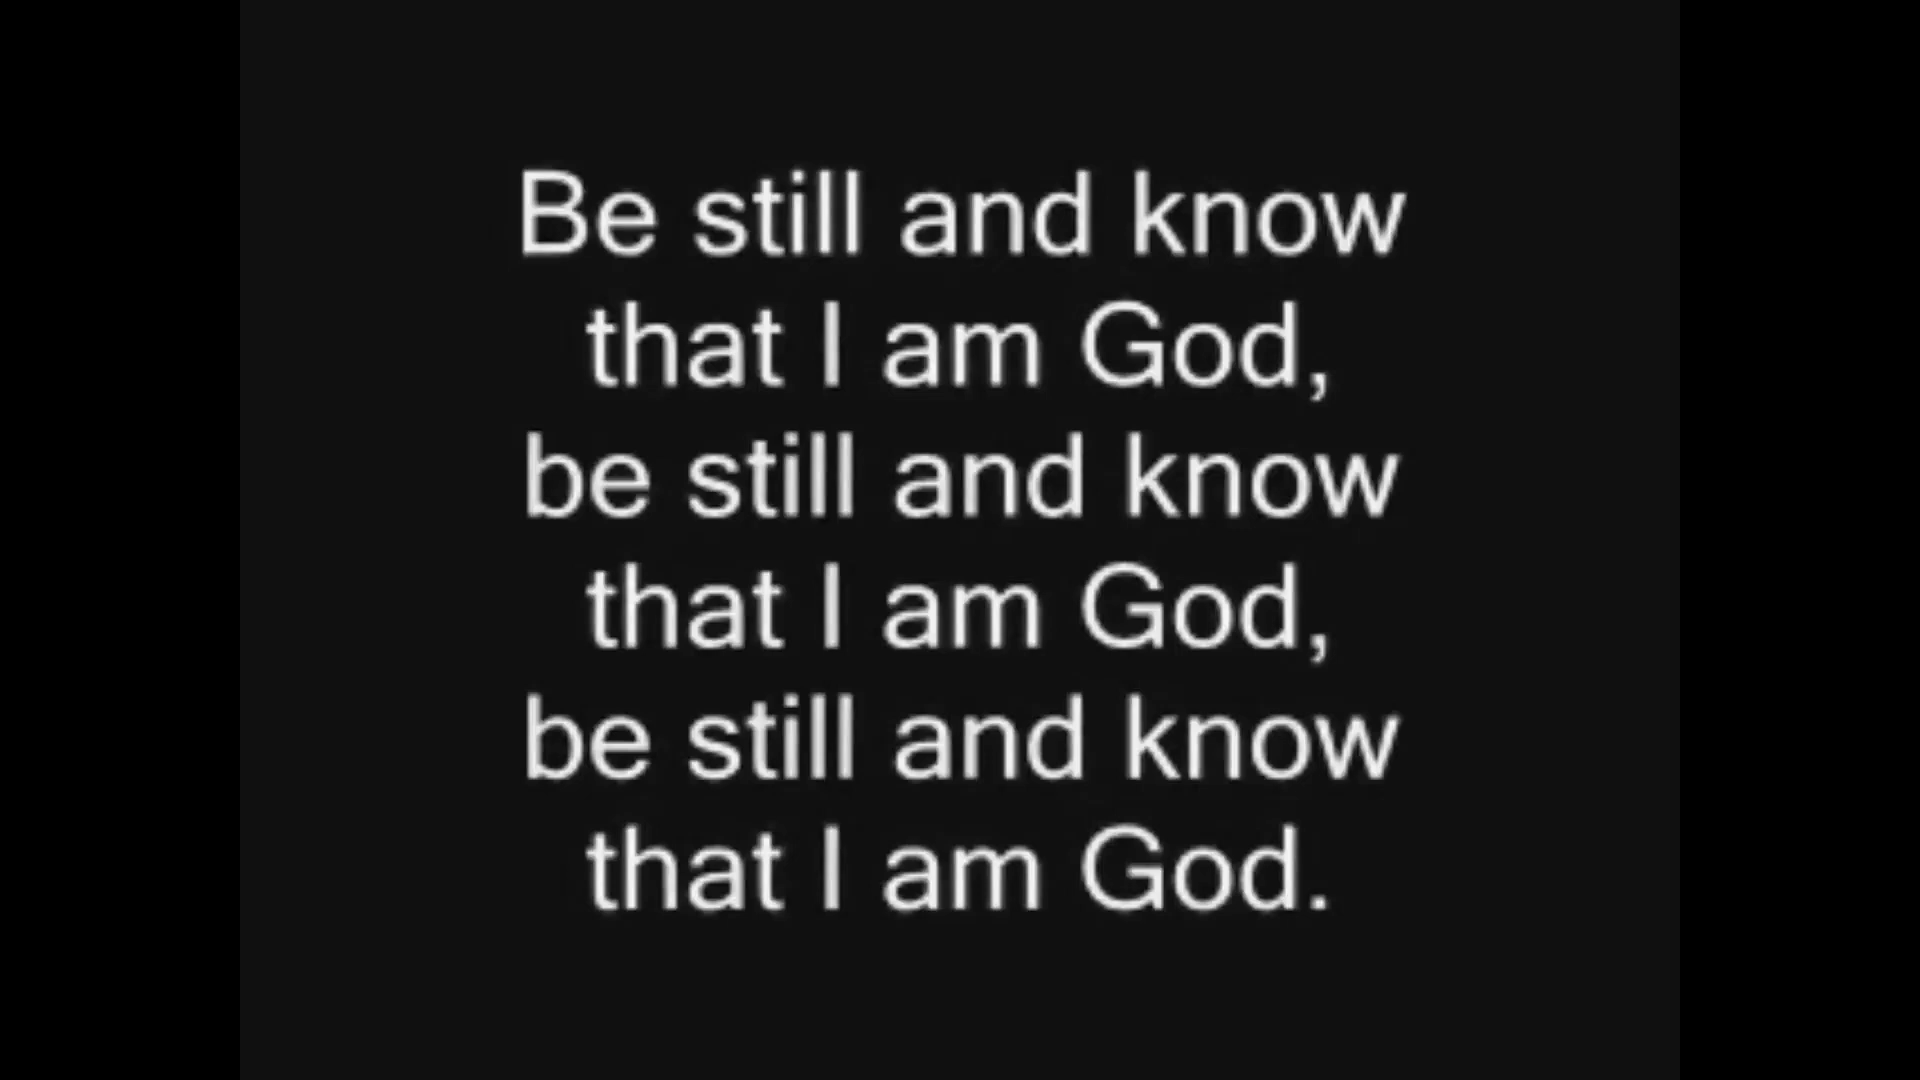 Be still and know
that I am God,
be still and know
that I am God,
be still and know
that I am God.